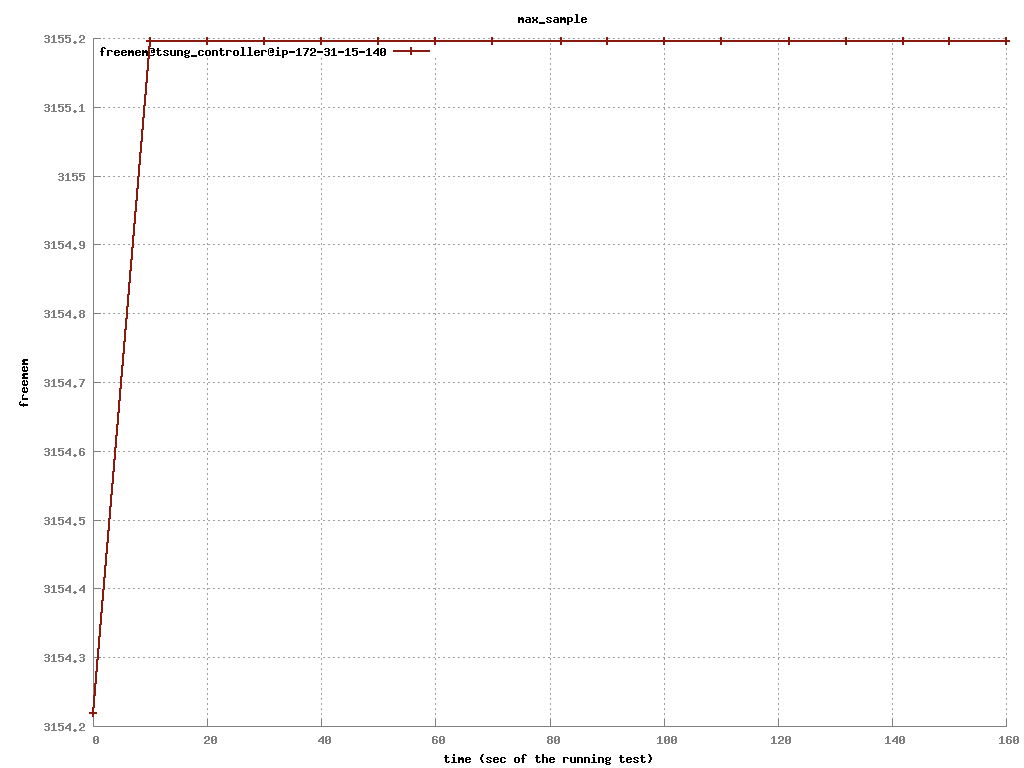 max_sample
freemem@tsung_controller@ip-172-31-15-140
3155.2
3155.1
3155
3154.9
3154.8
3154.7
3154.6
3154.5
3154.4
3154.3
3154.2
freemem
0 20 40 60 80 100 120 140 160
time (sec of the running test)